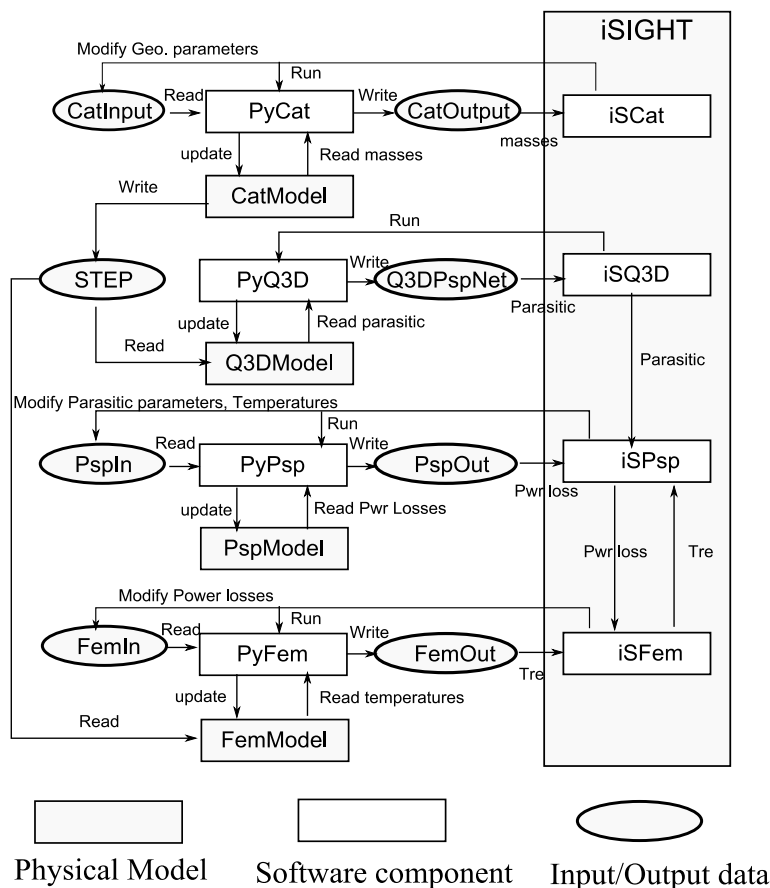 iSIGHT
Modify Geo. parameters
Run
CatInput
Read
PyCat
Write
CatOutput
masses
iSCat
update
Read masses
CatModel
Write
Run
STEP
PyQ3D
Write
Q3DPspNet
Parasitic
iSQ3D
update
Read parasitic
Read
Q3DModel
Parasitic
Modify Parasitic parameters, Temperatures
Run
PspIn
Read
PyPsp
Write
PspOut
Pwr loss
iSPsp
update
Read Pwr Losses
PspModel
Pwr loss
Tre
Modify Power losses
Run
FemIn
Read
PyFem
Write
FemOut
Tre
iSFem
update
Read temperatures
Read
FemModel
Physical Model
Software component
Input/Output data